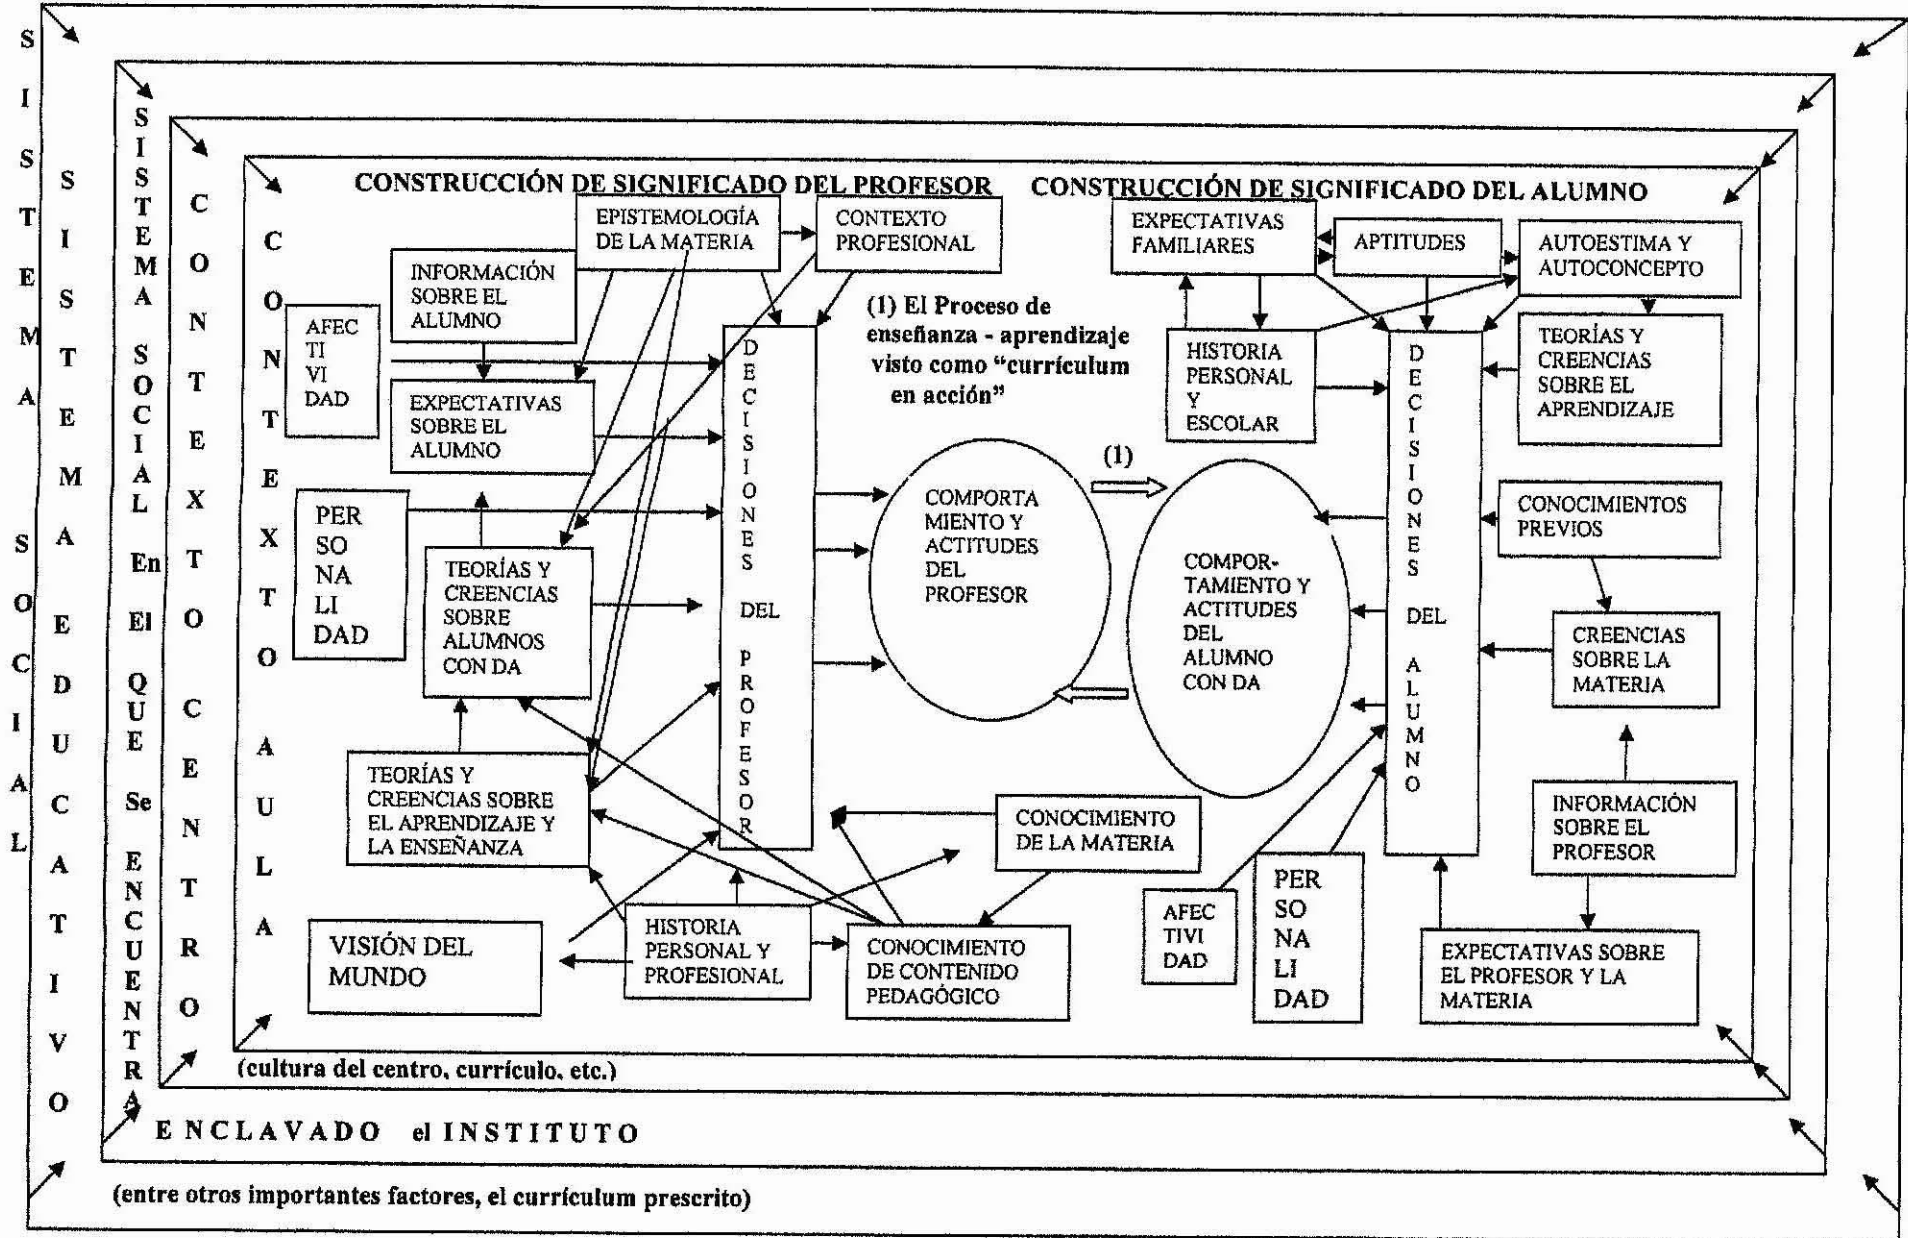 SISTEMA SOCIAL
SISTEMA EDUCATIVO
SISTEMA SOCIAL En El QUE Se ENCUENTRA
ENCLAVADO el INSTITUTO
(entre otros importantes factores, el currículum prescrito)
CONTEXTO CENTRO
(cultura del centro, currículo, etc.)
CONTEXTO AULA
CONSTRUCCIÓN DE SIGNIFICADO DEL PROFESOR
EPISTEMOLOGÍA
DE LA MATERIA
CONTEXTO
PROFESIONAL
INFORMACIÓN
SOBRE EL
ALUMNO
AFEC
TI
VI
DAD
EXPECTATIVAS
SOBRE EL
ALUMNO
PER
SO
NA
LI
DAD
TEORÍAS Y
CREENCIAS
SOBRE
ALUMNOS
CON DA
TEORÍAS Y
CREENCIAS SOBRE
EL APRENDIZAJE Y
LA ENSEÑANZA
VISIÓN DEL
MUNDO
HISTORIA
PERSONAL Y
PROFESIONAL
CONOCIMIENTO
DE LA MATERIA
CONOCIMIENTO
DE CONTENIDO
PEDAGÓGICO
DECISIONES DEL PROFESOR
(1) El Proceso de
enseñanza - aprendizaje
visto como “currículum
en acción”
COMPORTA
MIENTO Y
ACTITUDES
DEL
PROFESOR
(1)
COMPOR-
TAMIENTO Y
ACTITUDES
DEL
ALUMNO
CON DA
CONSTRUCCIÓN DE SIGNIFICADO DEL ALUMNO
EXPECTATIVAS
FAMILIARES
APTITUDES
AUTOESTIMA Y
AUTOCONCEPTO
HISTORIA
PERSONAL
Y
ESCOLAR
DECISIONES DEL ALUMNO
TEORÍAS Y
CREENCIAS
SOBRE EL
APRENDIZAJE
CONOCIMIENTOS
PREVIOS
CREENCIAS
SOBRE LA
MATERIA
INFORMACIÓN
SOBRE EL
PROFESOR
AFEC
TIVI
DAD
PER
SO
NA
LI
DAD
EXPECTATIVAS SOBRE
EL PROFESOR Y LA
MATERIA